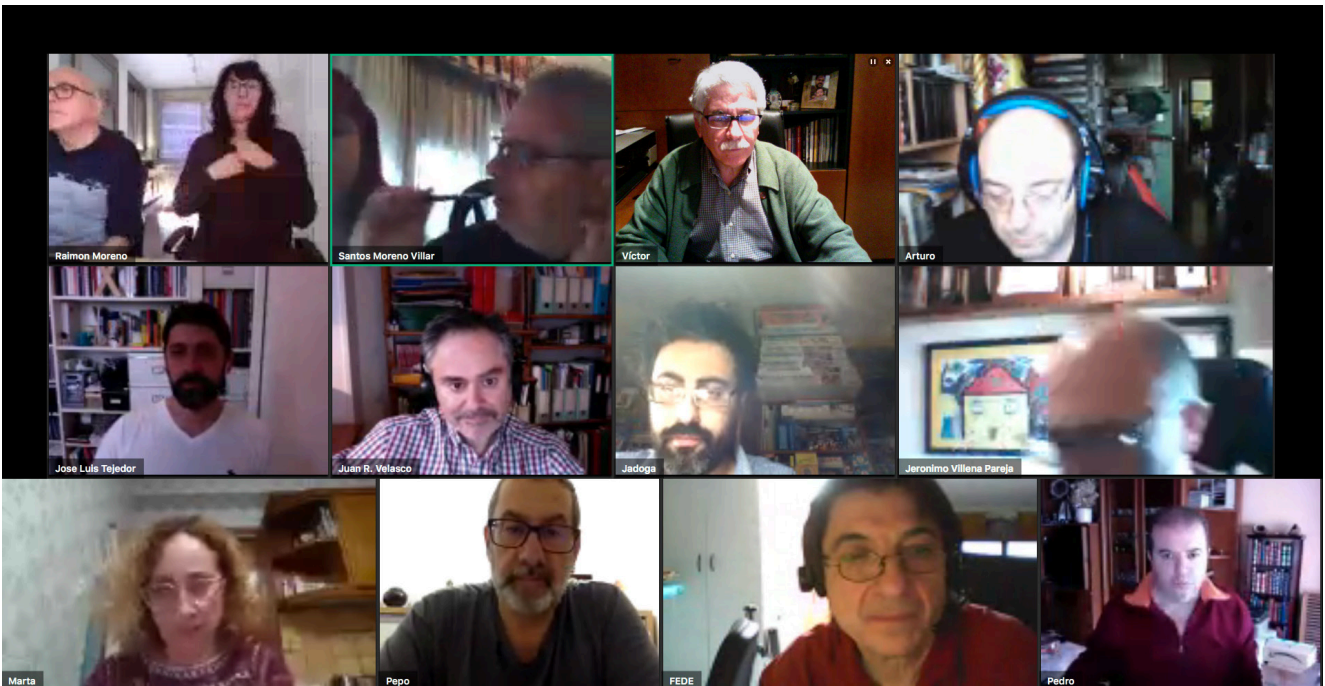 Raimon Moreno
Santos Moreno Villar
Víctor
Arturo
Jose Luis Tejedor
Juan R. Velasco
Jadoga
Jeronimo Villena Pareja
Marta
Pepo
FEDE
Pedro